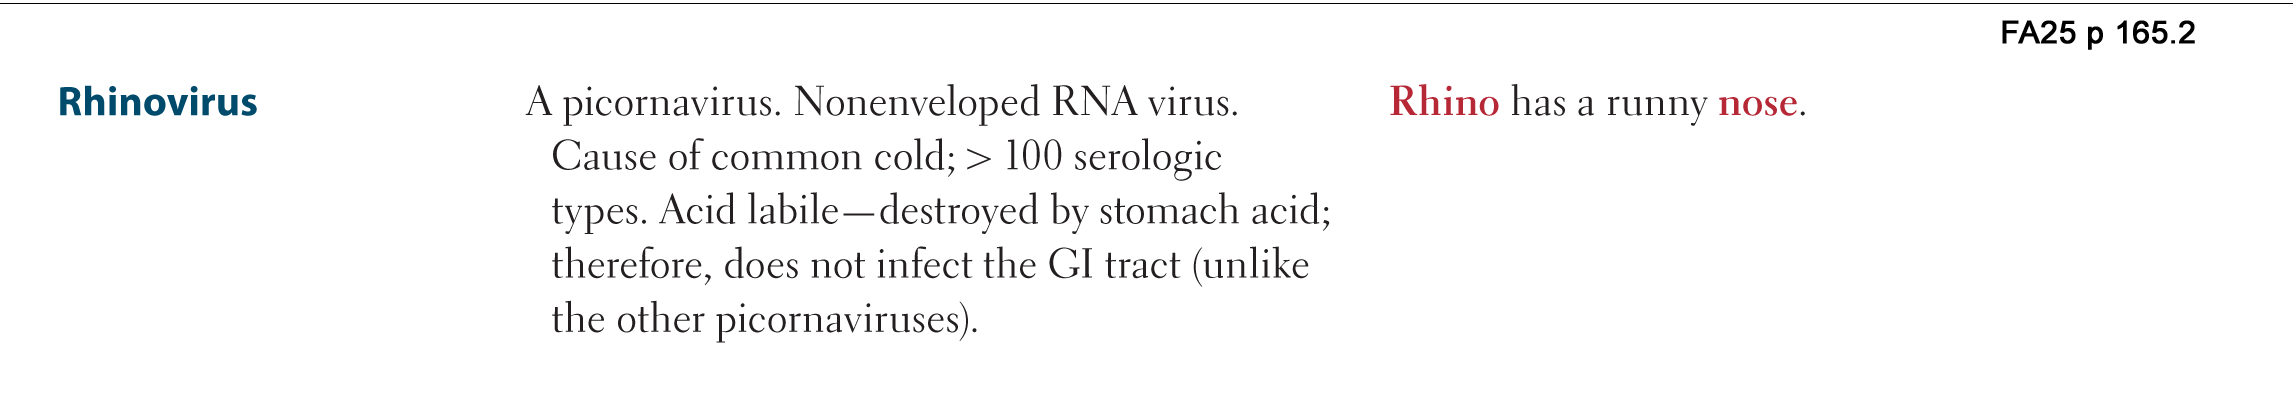 FA25 p 165.2
Rhinovirus
A picornavirus. Nonenveloped RNA virus.
Cause of common cold; > 100 serologic
types. Acid labile—destroyed by stomach acid;
therefore, does not infect the GI tract (unlike
the other picornaviruses).
Rhino has a runny nose.